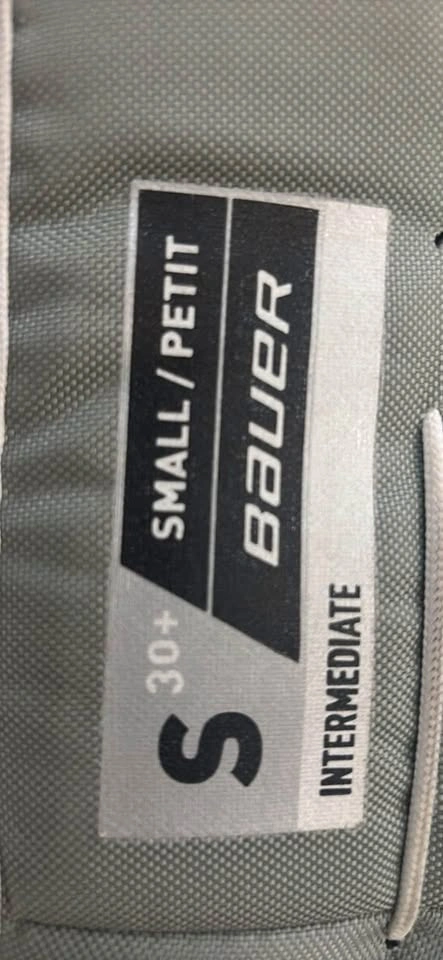 S 30+ SMALL / PETIT
BAUER
INTERMEDIATE